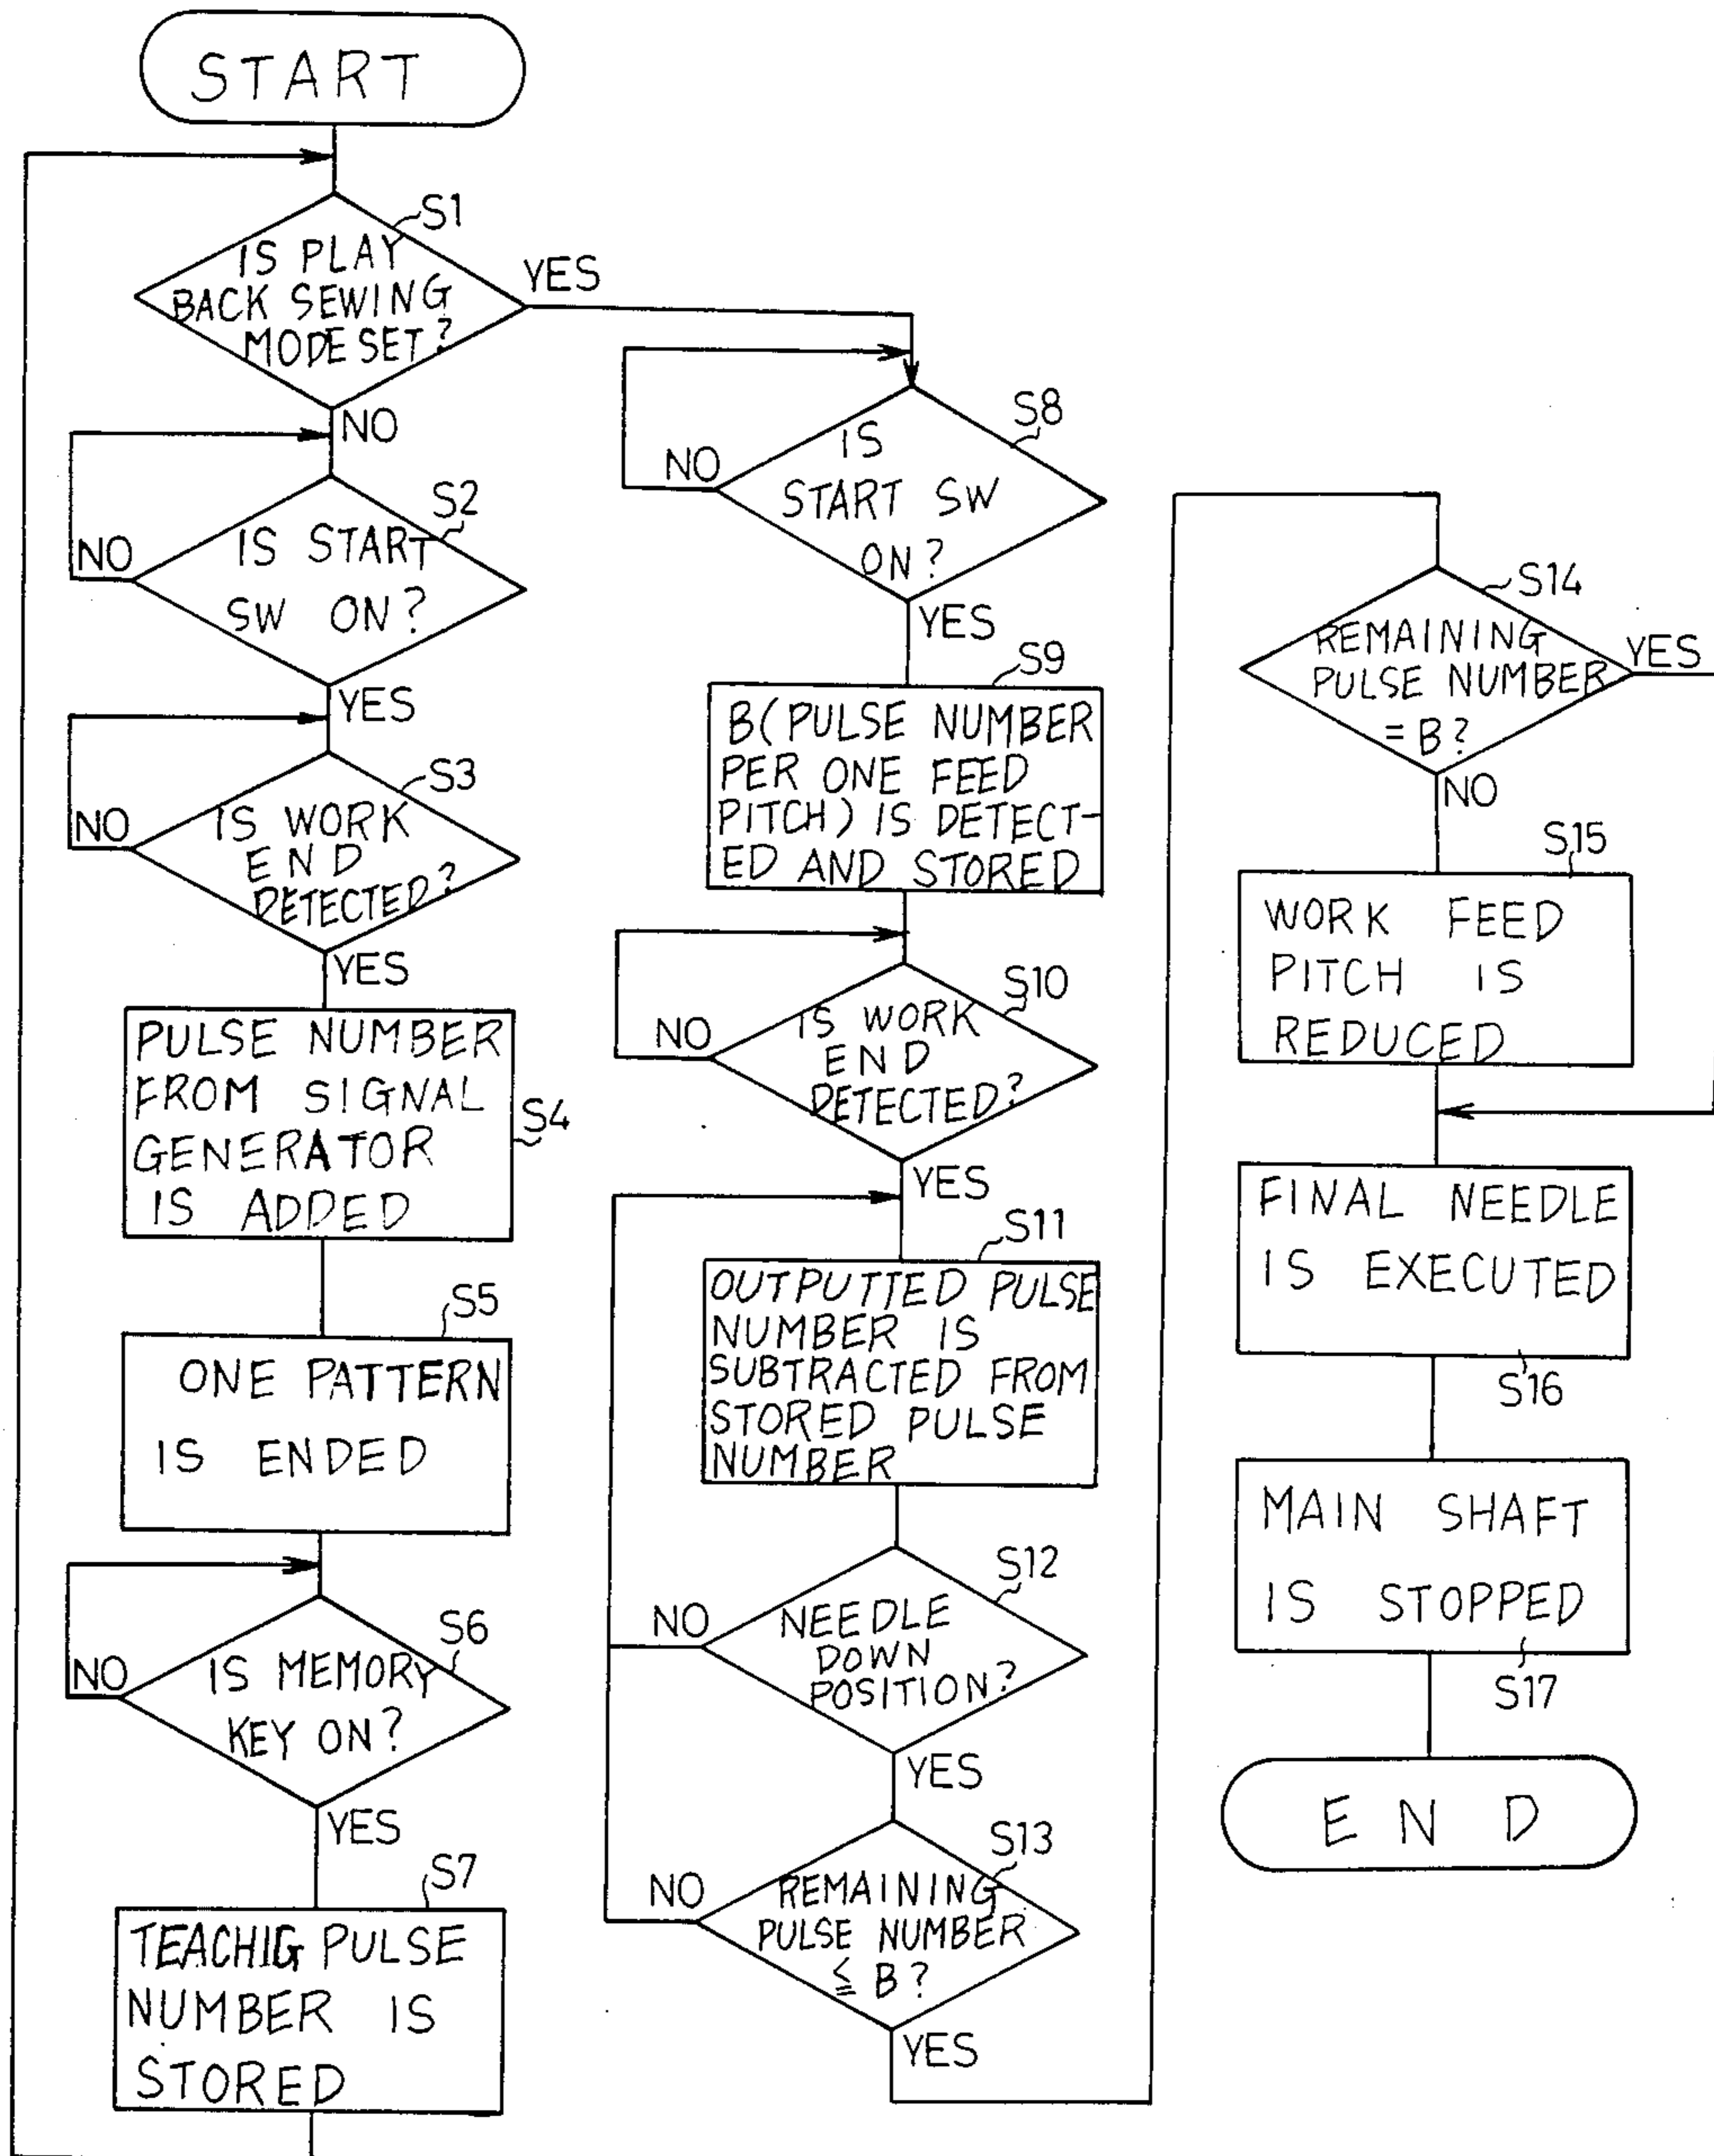 START
S1
IS PLAY
BACK SEWING
MODE SET?
YES
NO
S2
IS START
SW ON?
NO
YES
S3
IS WORK
END
DETECTED?
NO
YES
PULSE NUMBER
FROM SIGNAL
GENERATOR
IS ADDED
S4
S5
ONE PATTERN
IS ENDED
S6
IS MEMORY
KEY ON?
NO
YES
S7
TEACHIG PULSE
NUMBER IS
STORED
S8
IS
START SW
ON?
NO
YES
S9
B(PULSE NUMBER
PER ONE FEED
PITCH) IS DETECT-
ED AND STORED
S10
IS WORK
END
DETECTED?
NO
YES
S11
OUTPUTTED PULSE
NUMBER IS
SUBTRACTED FROM
STORED PULSE
NUMBER
S12
NEEDLE
DOWN
POSITION?
NO
YES
S13
REMAINING
PULSE NUMBER
≦ B?
NO
YES
S14
REMAINING
PULSE NUMBER
= B?
YES
NO
S15
WORK FEED
PITCH IS
REDUCED
FINAL NEEDLE
IS EXECUTED
S16
MAIN SHAFT
IS STOPPED
S17
END